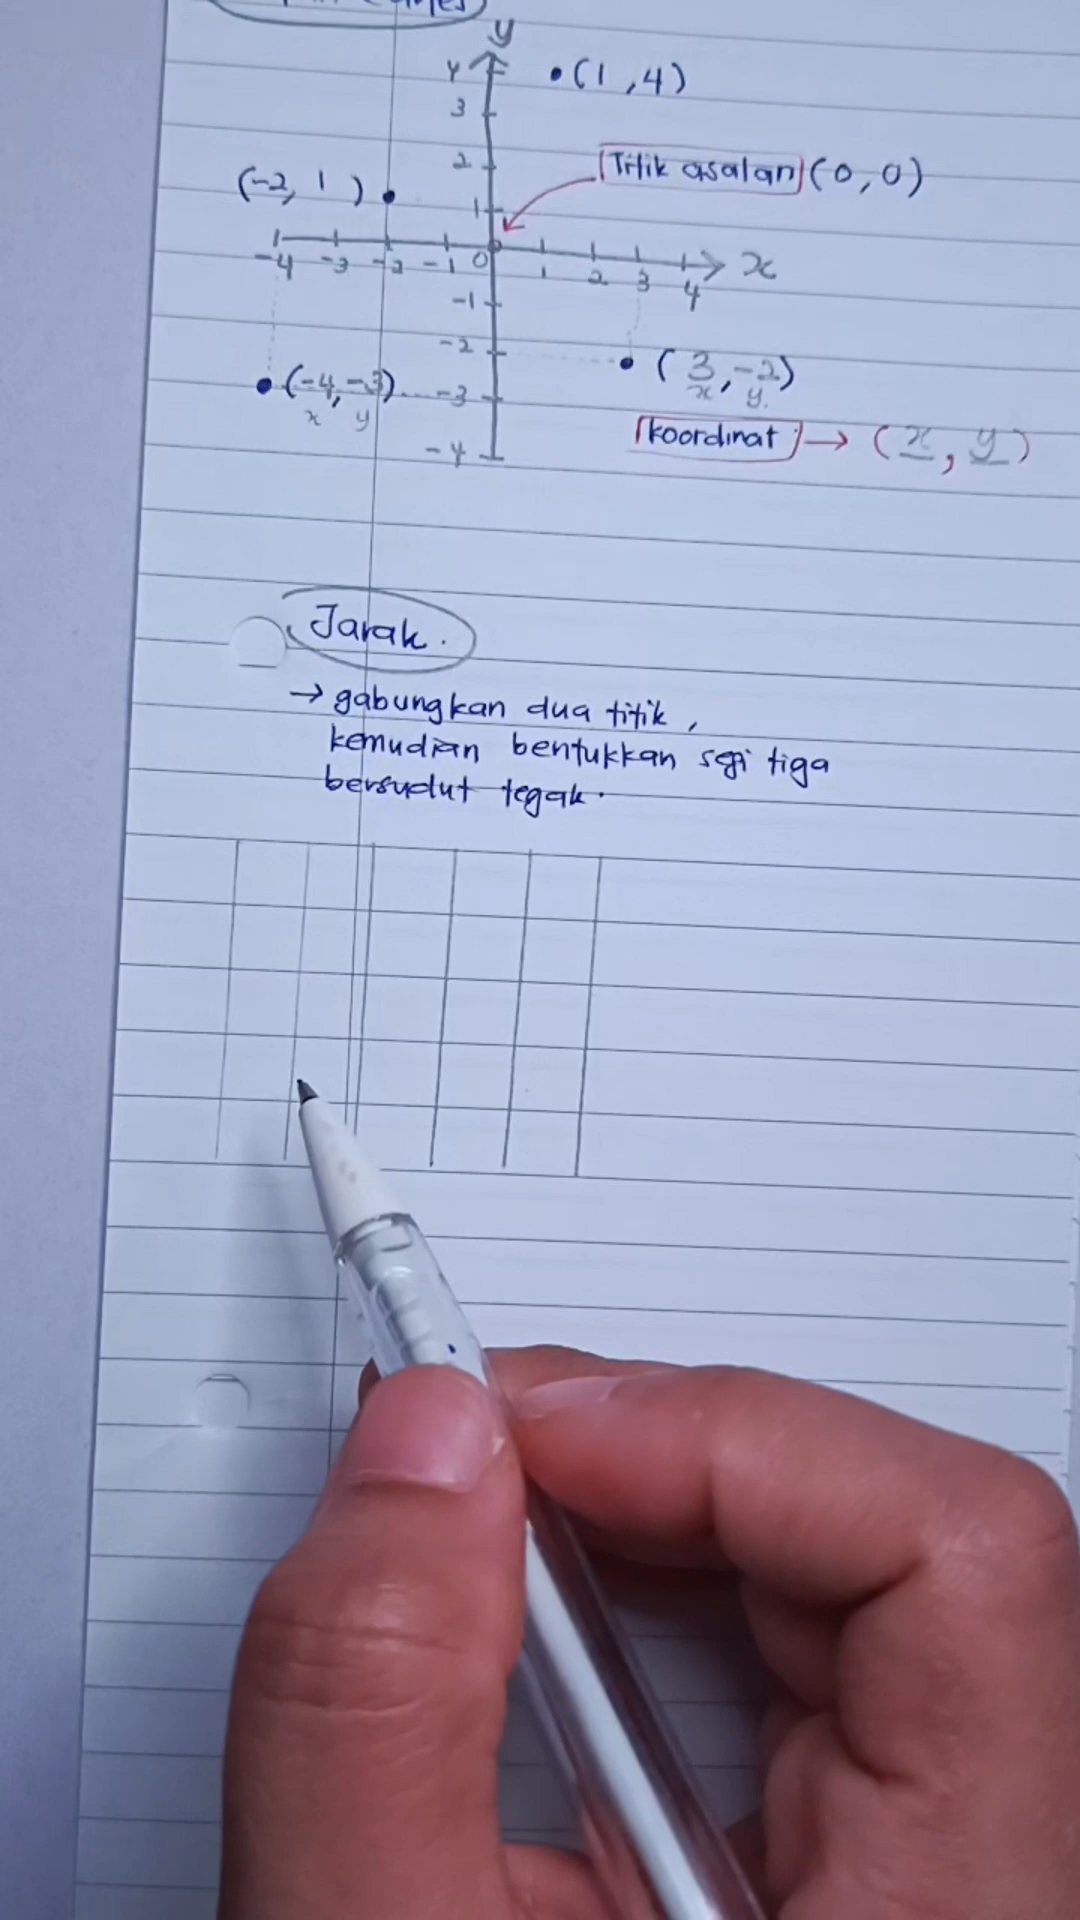 y
4
(1, 4)
3
2
Titik asalan (0, 0)
(-2, 1)
1
-4 -3 -2 -1 0 1 2 3 4 x
-1
-2
(3, -2)
x y.
(-4, -3)
-3
x y
koordinat → (x, y)
-4
Jarak.
→ gabungkan dua titik,
kemudian bentukkan segi tiga
bersudut tegak.